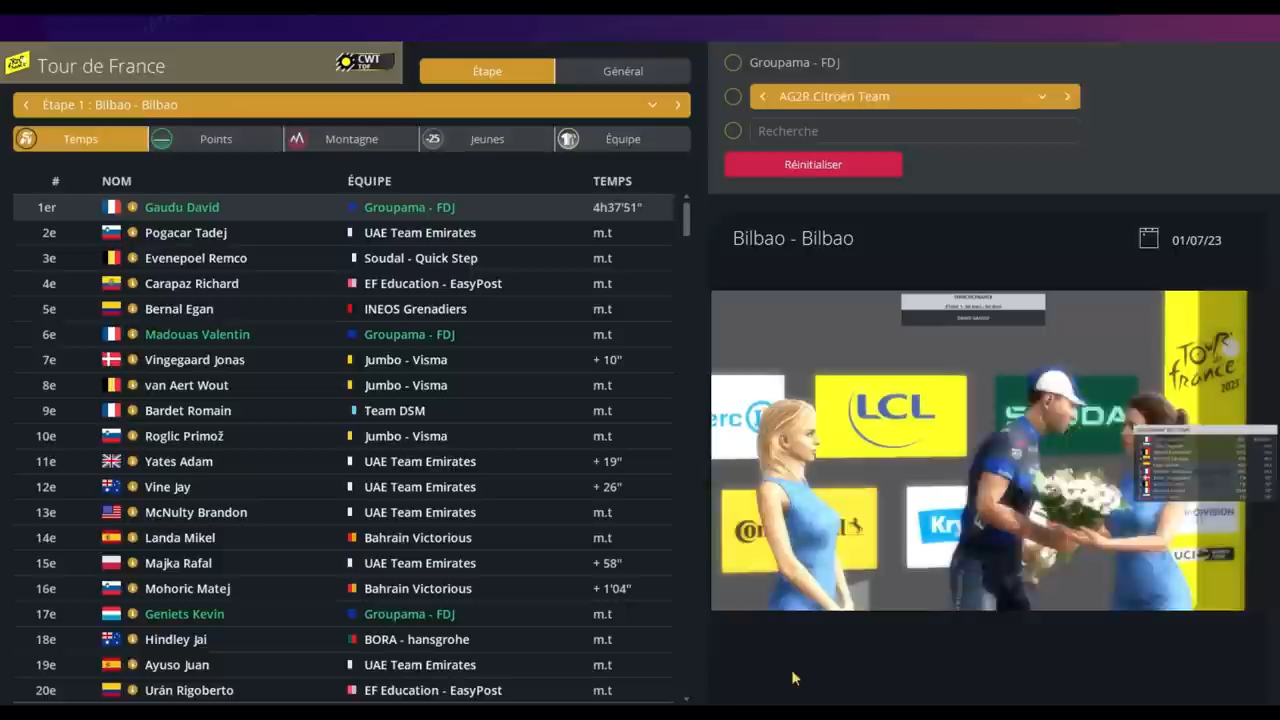 Tour de France
CWT
TDF
Étape
Général
Étape 1 : Bilbao - Bilbao
Temps
Points
Montagne
-25
Jeunes
Équipe
# NOM ÉQUIPE TEMPS
1er Gaudu David Groupama - FDJ 4h37'51"
2e Pogacar Tadej UAE Team Emirates m.t
3e Evenepoel Remco Soudal - Quick Step m.t
4e Carapaz Richard EF Education - EasyPost m.t
5e Bernal Egan INEOS Grenadiers m.t
6e Madouas Valentin Groupama - FDJ m.t
7e Vingegaard Jonas Jumbo - Visma + 10"
8e van Aert Wout Jumbo - Visma m.t
9e Bardet Romain Team DSM m.t
10e Roglic Primož Jumbo - Visma m.t
11e Yates Adam UAE Team Emirates + 19"
12e Vine Jay UAE Team Emirates + 26"
13e McNulty Brandon UAE Team Emirates m.t
14e Landa Mikel Bahrain Victorious m.t
15e Majka Rafal UAE Team Emirates + 58"
16e Mohoric Matej Bahrain Victorious + 1'04"
17e Geniets Kevin Groupama - FDJ m.t
18e Hindley Jai BORA - hansgrohe m.t
19e Ayuso Juan UAE Team Emirates m.t
20e Urán Rigoberto EF Education - EasyPost m.t
Groupama - FDJ
AG2R Citroën Team
Recherche
Réinitialiser
Bilbao - Bilbao
01/07/23
TOUR
france
2023
LCL
Kry
UCI